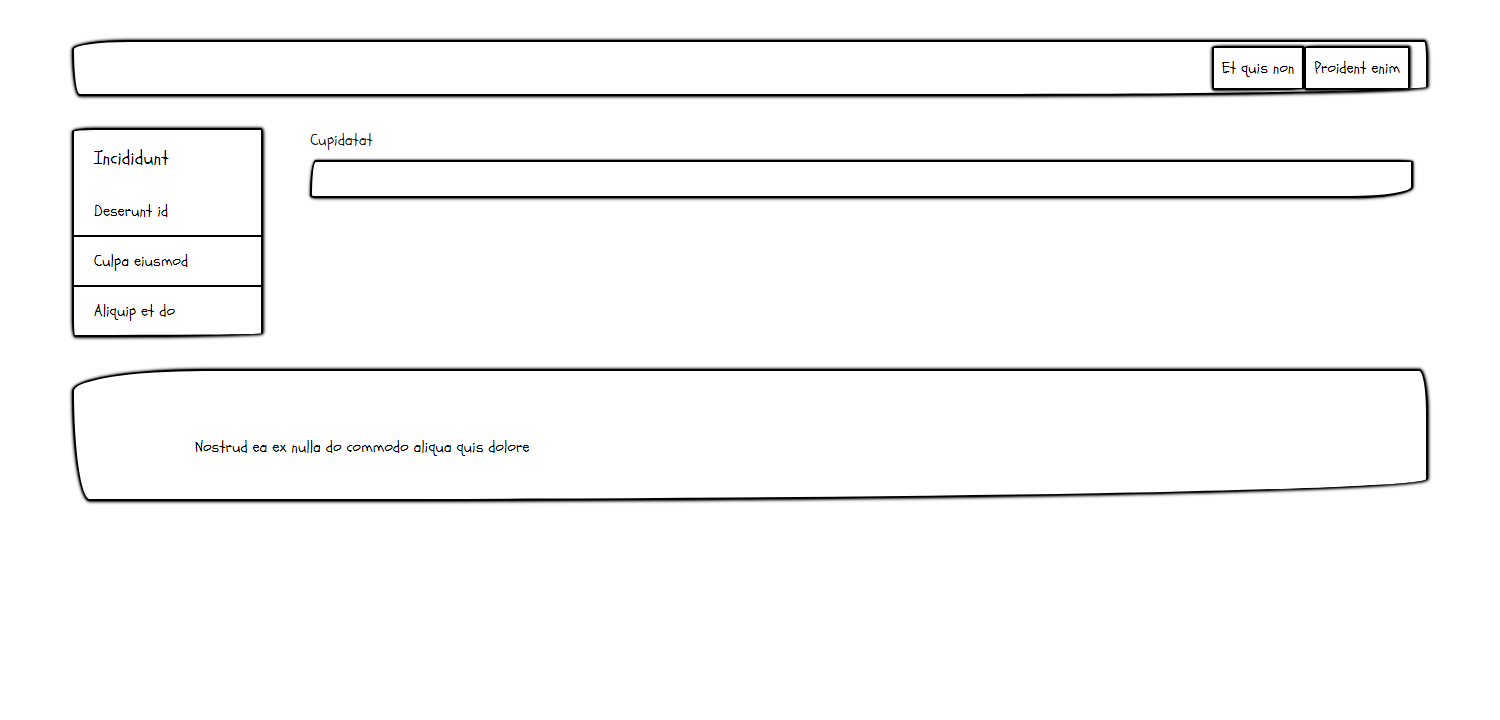 Et quis non
Proident enim
Incididunt
Deserunt id
Culpa eiusmod
Aliquip et do
Cupidatat
Nostrud ea ex nulla do commodo aliqua quis dolore